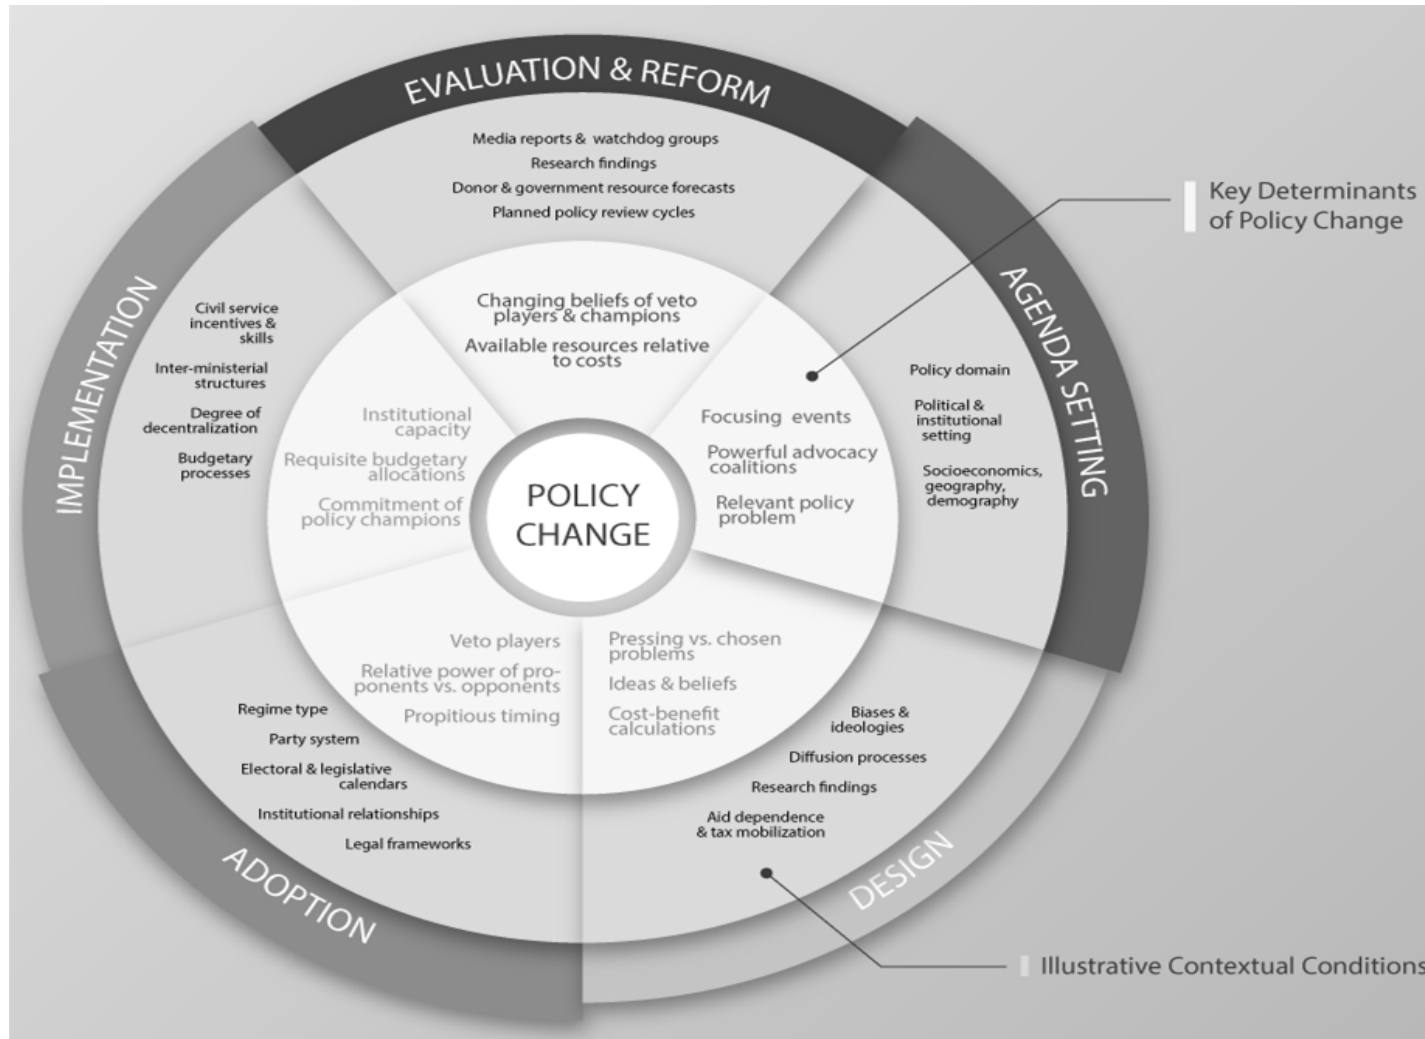 EVALUATION & REFORM
Media reports & watchdog groups
Research findings
Donor & government resource forecasts
Planned policy review cycles
Changing beliefs of veto
players & champions
Available resources relative
to costs
Key Determinants
of Policy Change
AGENDA SETTING
Policy domain
Political &
institutional
setting
Socioeconomics,
geography,
demography
Focusing events
Powerful advocacy
coalitions
Relevant policy
problem
IMPLEMENTATION
Civil service
incentives &
skills
Inter-ministerial
structures
Degree of
decentralization
Budgetary
processes
Institutional
capacity
Requisite budgetary
allocations
Commitment of
policy champions
POLICY
CHANGE
Veto players
Relative power of pro-
ponents vs. opponents
Propitious timing
Regime type
Party system
Electoral & legislative
calendars
Institutional relationships
Legal frameworks
ADOPTION
Pressing vs. chosen
problems
Ideas & beliefs
Cost-benefit
calculations
Biases &
ideologies
Diffusion processes
Research findings
Aid dependence
& tax mobilization
DESIGN
Illustrative Contextual Conditions